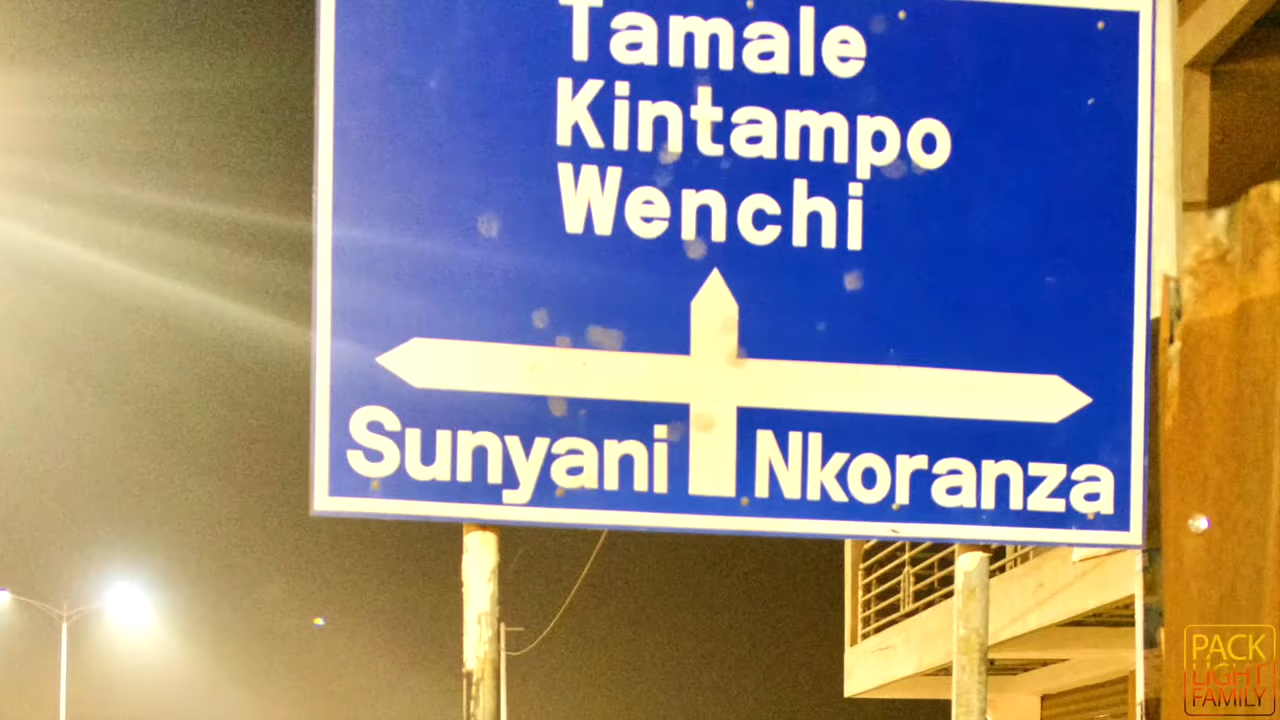 Tamale
Kintampo
Wenchi
Sunyani Nkoranza
PACK
LIGHT
FAMILY